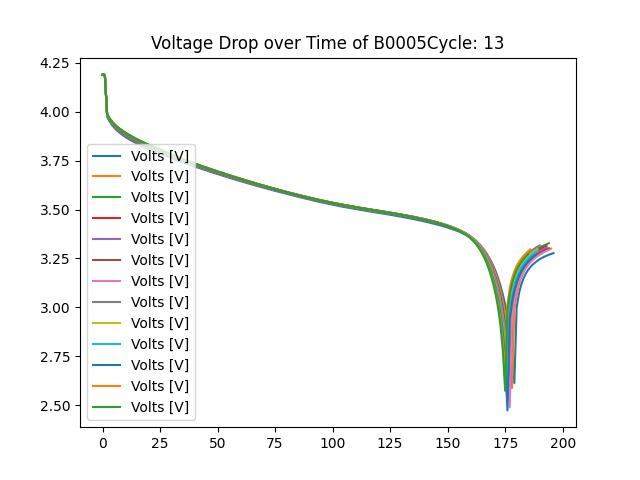 Voltage Drop over Time of B0005Cycle: 13
4.25
4.00
3.75
3.50
3.25
3.00
2.75
2.50
Volts [V]
Volts [V]
Volts [V]
Volts [V]
Volts [V]
Volts [V]
Volts [V]
Volts [V]
Volts [V]
Volts [V]
Volts [V]
Volts [V]
Volts [V]
0 25 50 75 100 125 150 175 200